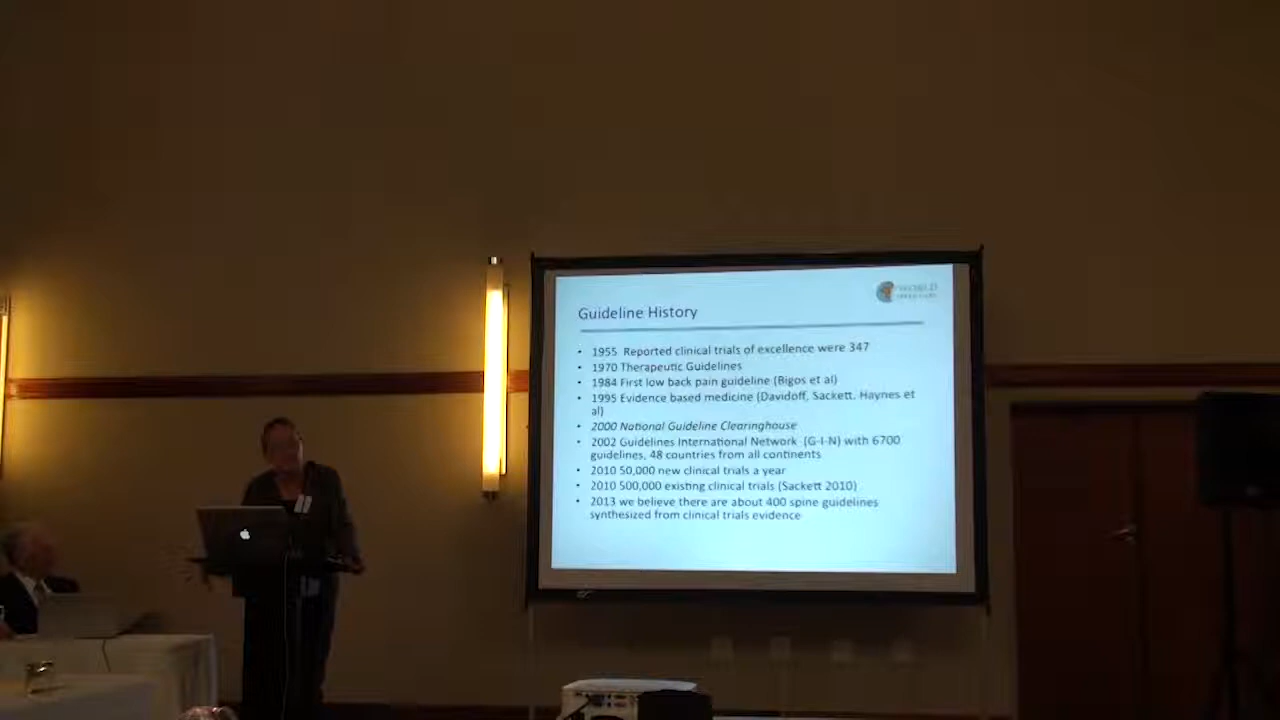 WORLD
SPINE CARE
Guideline History
• 1955 Reported clinical trials of excellence were 347
• 1970 Therapeutic Guidelines
• 1984 First low back pain guideline (Bigos et al)
• 1995 Evidence based medicine (Davidoff, Sackett, Haynes et
al)
• 2000 National Guideline Clearinghouse
• 2002 Guidelines International Network (G-I-N) with 6700
guidelines, 48 countries from all continents
• 2010 50,000 new clinical trials a year
• 2010 500,000 existing clinical trials (Sackett 2010)
• 2013 we believe there are about 400 spine guidelines
synthesized from clinical trials evidence